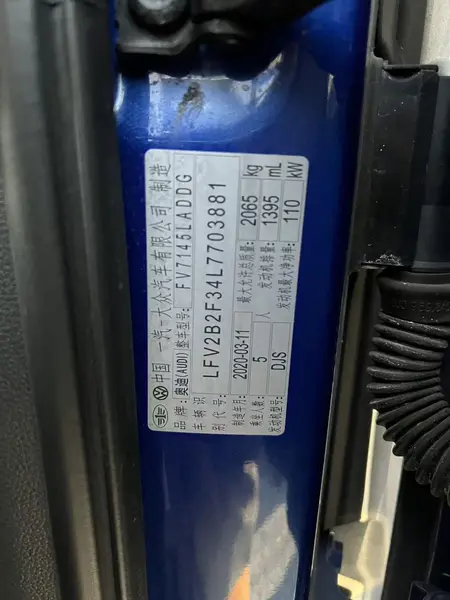 中国 一汽-大众汽车有限公司 制造
品牌: 奥迪(AUDI) 整车型号: FV7145LADDG
车辆识别代号: LFV2B2F34L7703881
制造年月: 2020-03-11 最大允许总质量: 2065 kg
乘坐人数: 5 人 发动机排量: 1395 mL
发动机型号: DJS 发动机最大净功率: 110 kW